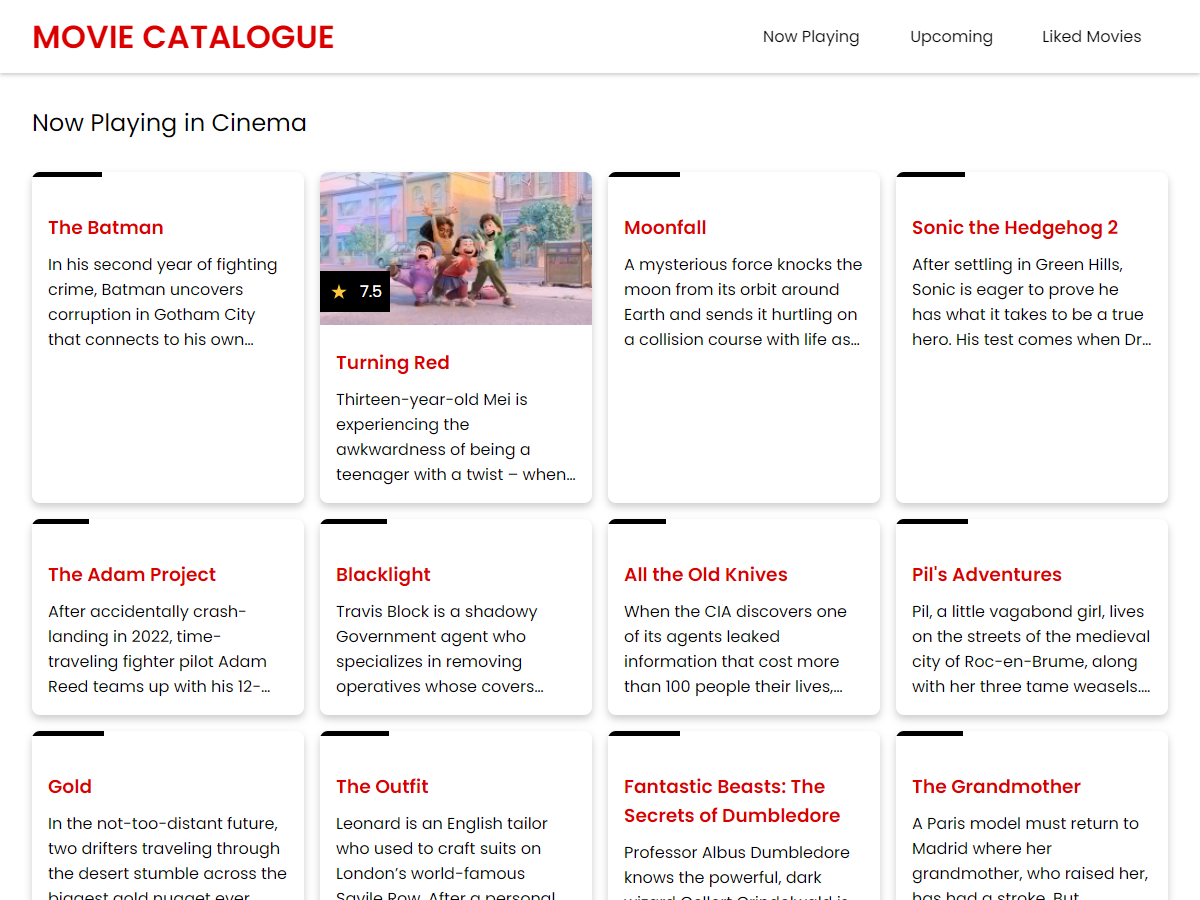 MOVIE CATALOGUE
Now Playing
Upcoming
Liked Movies
Now Playing in Cinema
The Batman
In his second year of fighting
crime, Batman uncovers
corruption in Gotham City
that connects to his own...
7.5
Turning Red
Thirteen-year-old Mei is
experiencing the
awkwardness of being a
teenager with a twist – when...
Moonfall
A mysterious force knocks the
moon from its orbit around
Earth and sends it hurtling on
a collision course with life as...
Sonic the Hedgehog 2
After settling in Green Hills,
Sonic is eager to prove he
has what it takes to be a true
hero. His test comes when Dr...
The Adam Project
After accidentally crash-
landing in 2022, time-
traveling fighter pilot Adam
Reed teams up with his 12-...
Blacklight
Travis Block is a shadowy
Government agent who
specializes in removing
operatives whose covers...
All the Old Knives
When the CIA discovers one
of its agents leaked
information that cost more
than 100 people their lives,...
Pil's Adventures
Pil, a little vagabond girl, lives
on the streets of the medieval
city of Roc-en-Brume, along
with her three tame weasels....
Gold
In the not-too-distant future,
two drifters traveling through
the desert stumble across the
biggest gold nugget ever
The Outfit
Leonard is an English tailor
who used to craft suits on
London’s world-famous
Savile Row. After a personal
Fantastic Beasts: The
Secrets of Dumbledore
Professor Albus Dumbledore
knows the powerful, dark
wizard Gellert Grindelwald is
The Grandmother
A Paris model must return to
Madrid where her
grandmother, who raised her,
has had a stroke. But